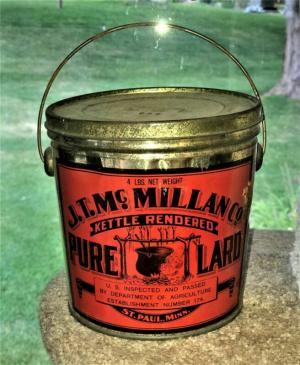 4 LBS. NET WEIGHT
J.T. McMILLAN Co.
KETTLE RENDERED
PURE LARD
U. S. INSPECTED AND PASSED
BY DEPARTMENT OF AGRICULTURE
ESTABLISHMENT NUMBER 174.
ST. PAUL, MINN.